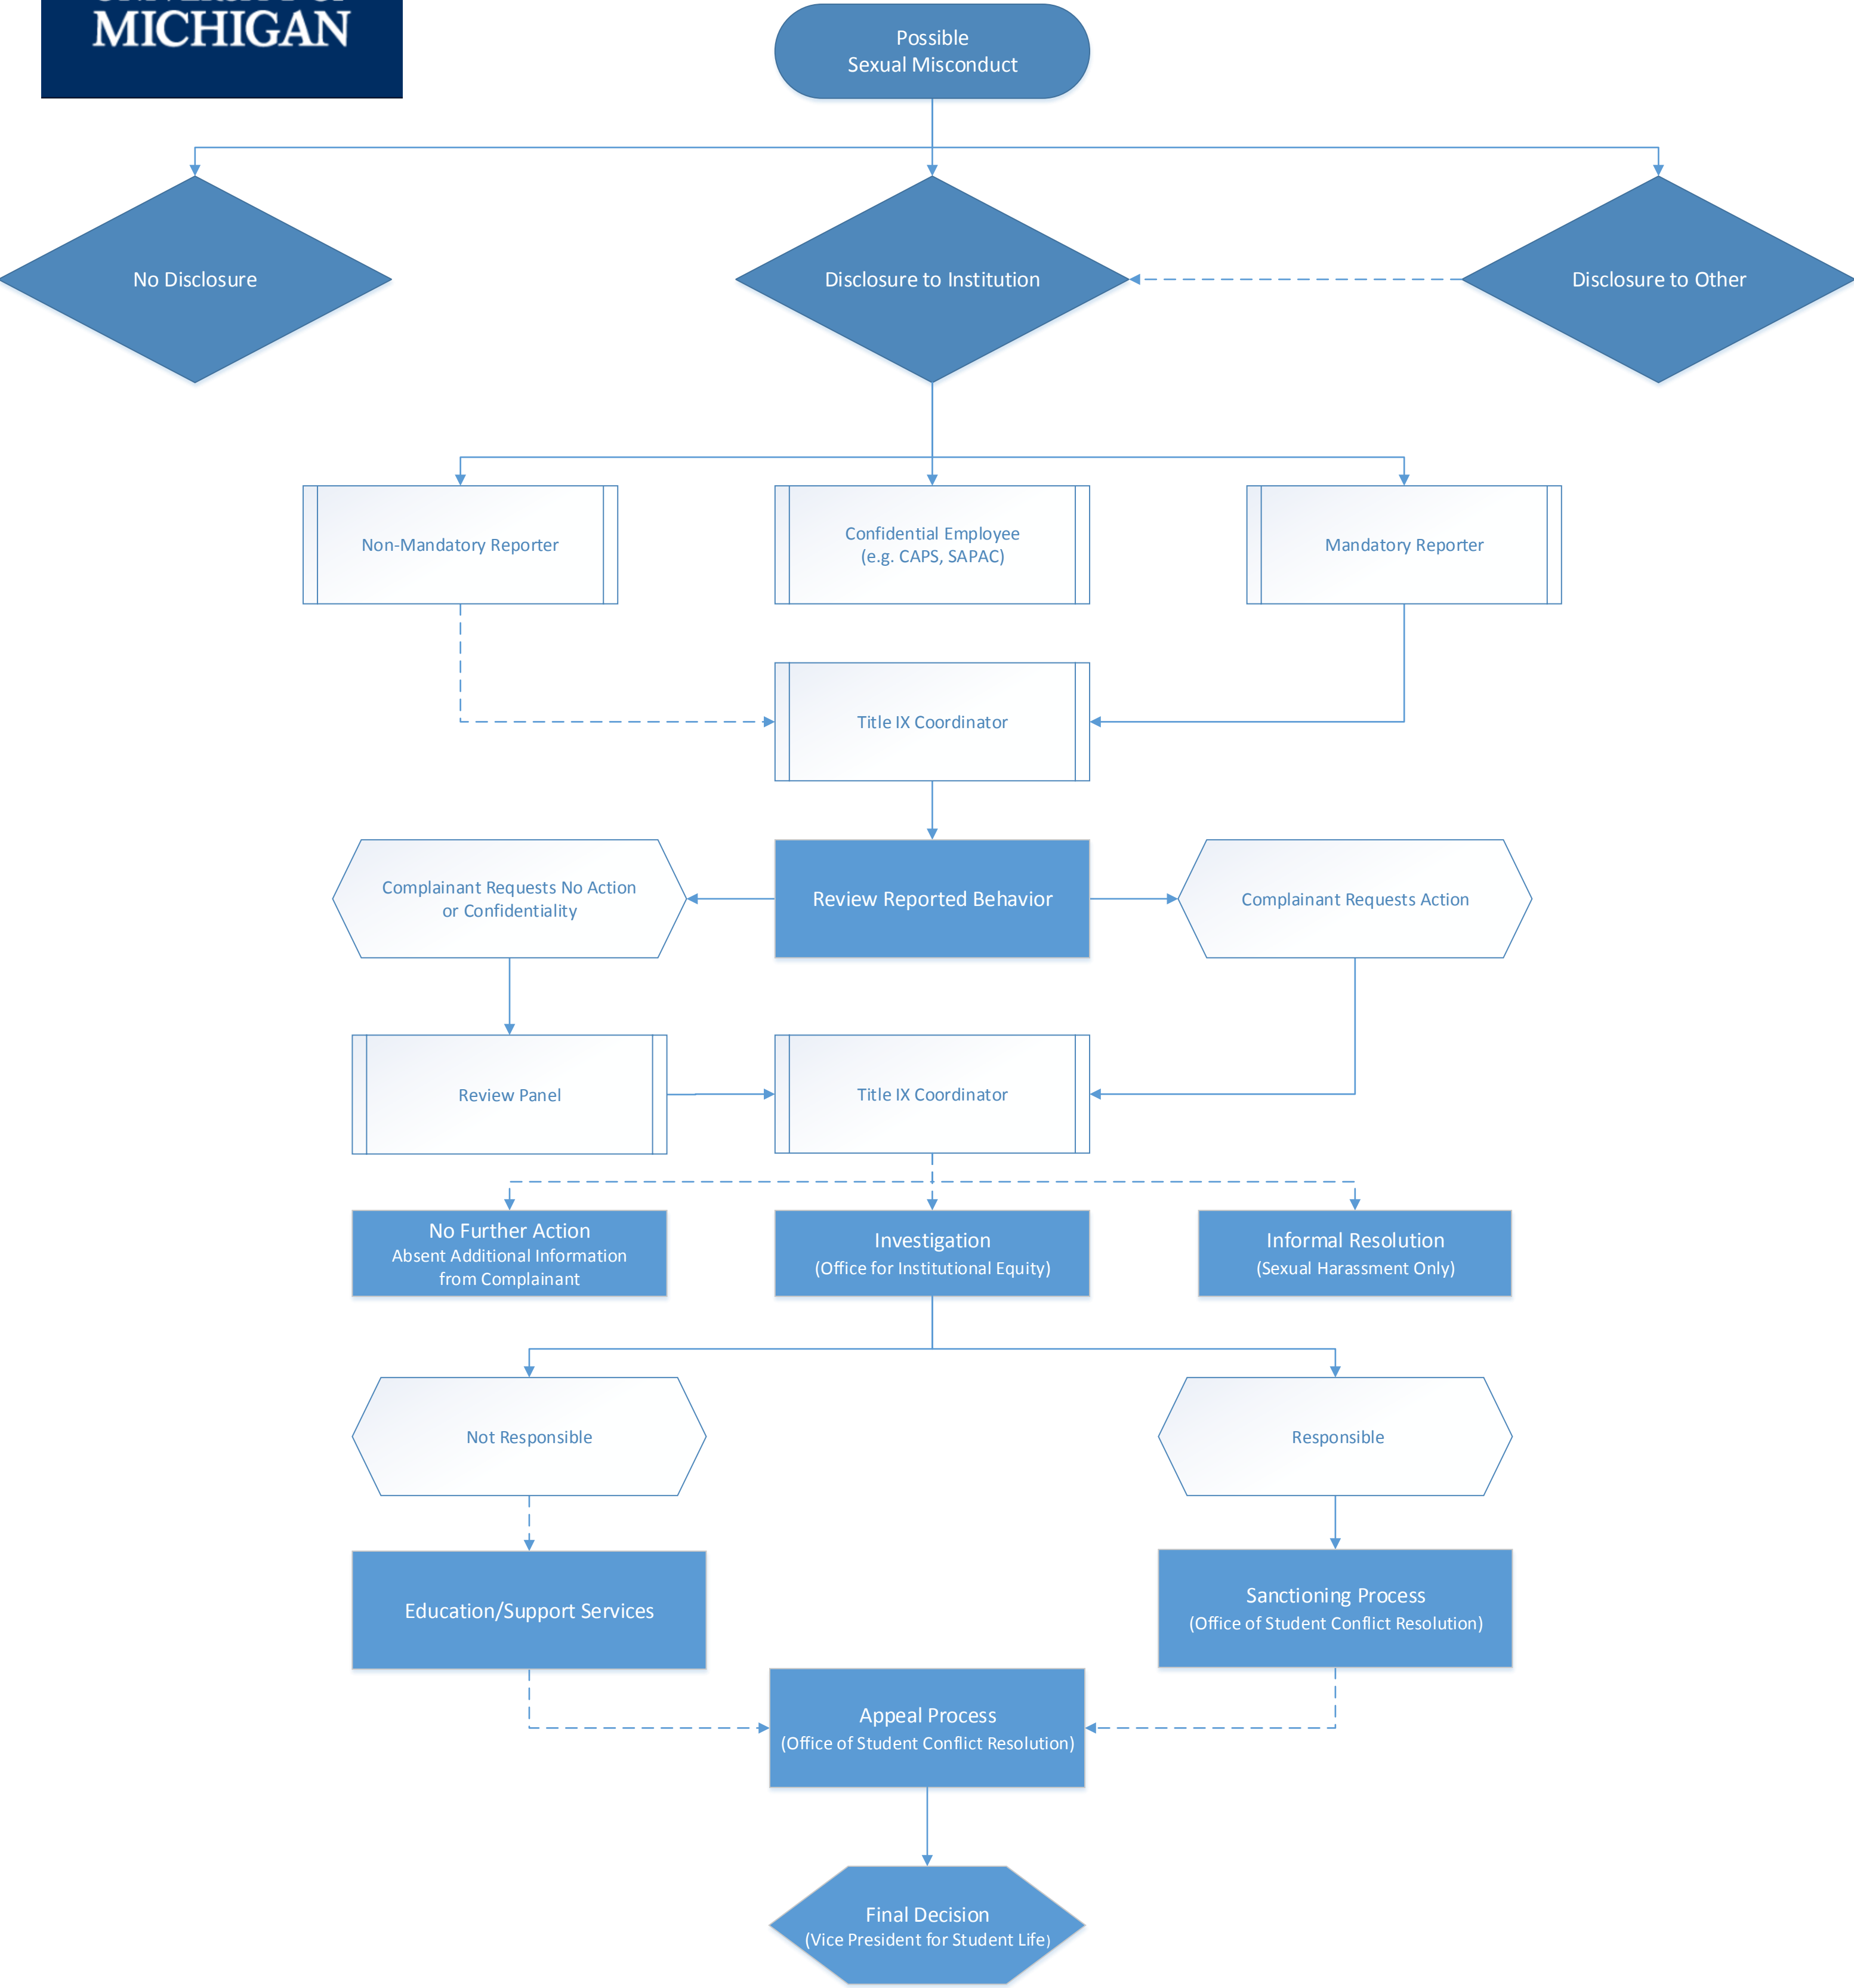 MICHIGAN
Possible
Sexual Misconduct
No Disclosure
Disclosure to Institution
Disclosure to Other
Non-Mandatory Reporter
Confidential Employee
(e.g. CAPS, SAPAC)
Mandatory Reporter
Title IX Coordinator
Complainant Requests No Action
or Confidentiality
Review Reported Behavior
Complainant Requests Action
Review Panel
Title IX Coordinator
No Further Action
Absent Additional Information
from Complainant
Investigation
(Office for Institutional Equity)
Informal Resolution
(Sexual Harassment Only)
Not Responsible
Responsible
Education/Support Services
Sanctioning Process
(Office of Student Conflict Resolution)
Appeal Process
(Office of Student Conflict Resolution)
Final Decision
(Vice President for Student Life)